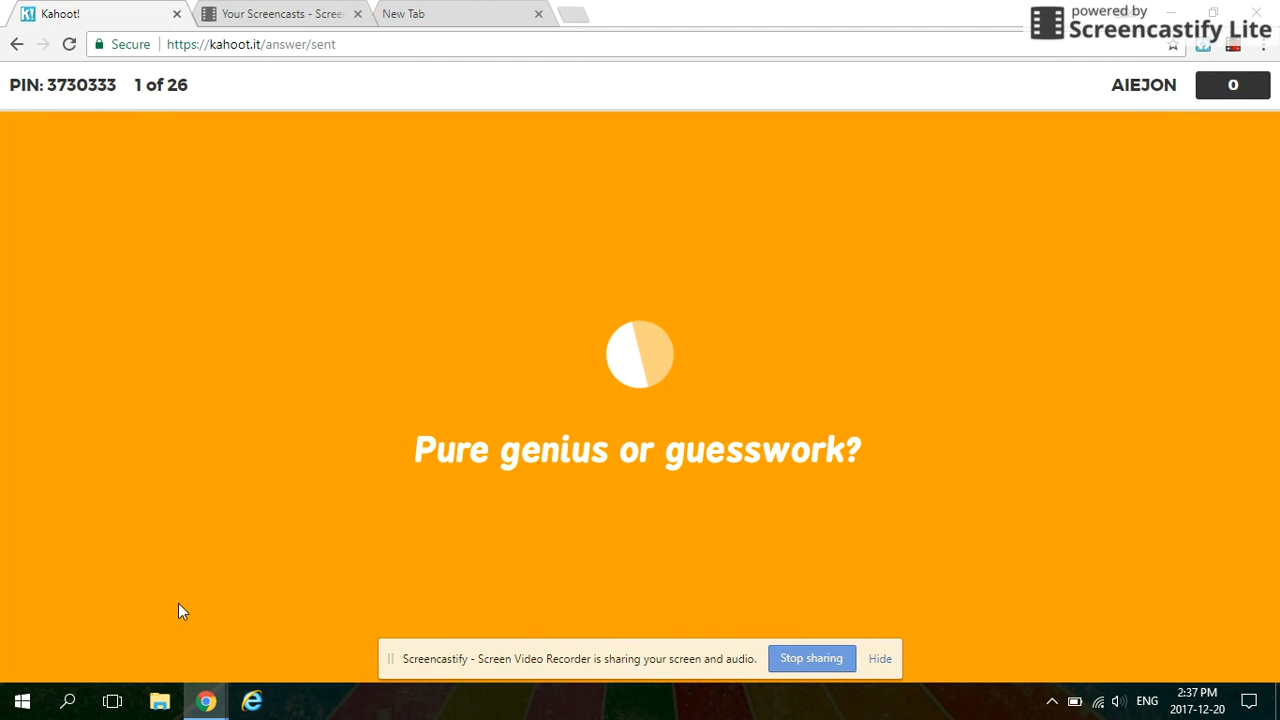 Kahoot!
Your Screencasts - Scree
New Tab
powered by
Screencastify Lite
Secure
https://kahoot.it/answer/sent
PIN: 3730333
1 of 26
AIEJON
0
Pure genius or guesswork?
Screencastify - Screen Video Recorder is sharing your screen and audio.
Stop sharing
Hide
ENG
2:37 PM
2017-12-20